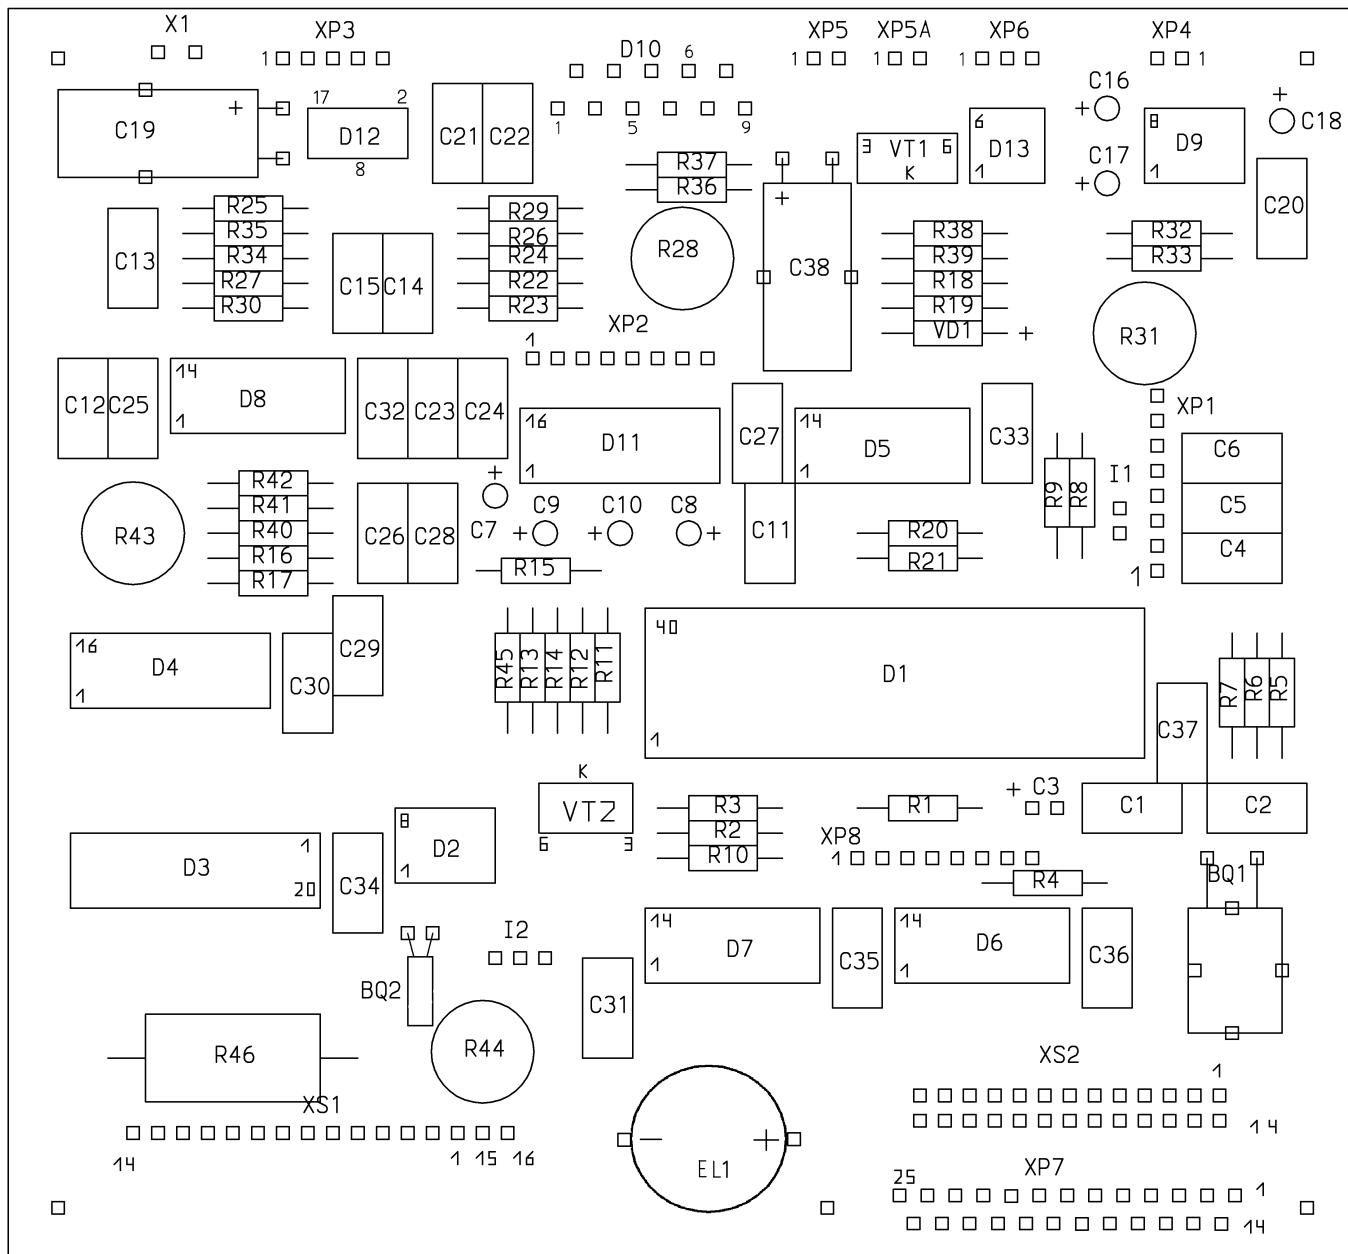 X1
XP3
1
D10
6
XP5
1
XP5A
1
XP6
1
XP4
1
C19
+
17
2
D12
8
C21
C22
1
5
9
R37
R36
3
VT1
6
K
6
D13
1
C16
+
C17
+
8
D9
1
+
C18
C20
C13
R25
R35
R34
R27
R30
C15
C14
R29
R26
R24
R22
R23
R28
+
C38
R38
R39
R18
R19
VD1
+
R32
R33
R31
XP2
1
C12
C25
14
D8
1
C32
C23
C24
16
D11
1
C27
14
D5
1
C33
XP1
1
C6
C5
C4
I1
R9
R8
R43
R42
R41
R40
R16
R17
C26
C28
+
C7
C9
+
C10
+
C8
+
C11
R20
R21
R15
16
D4
1
C30
C29
R45
R13
R14
R12
R11
40
D1
1
R7
R6
R5
C37
K
VT2
6
3
R3
R2
R10
R1
+
C3
C1
C2
D3
1
20
C34
8
D2
1
XP8
1
R4
BQ1
I2
BQ2
14
D7
1
C35
14
D6
1
C36
C31
R46
R44
XS1
14
1
15
16
−
+
EL1
XS2
1
14
XP7
25
1
14